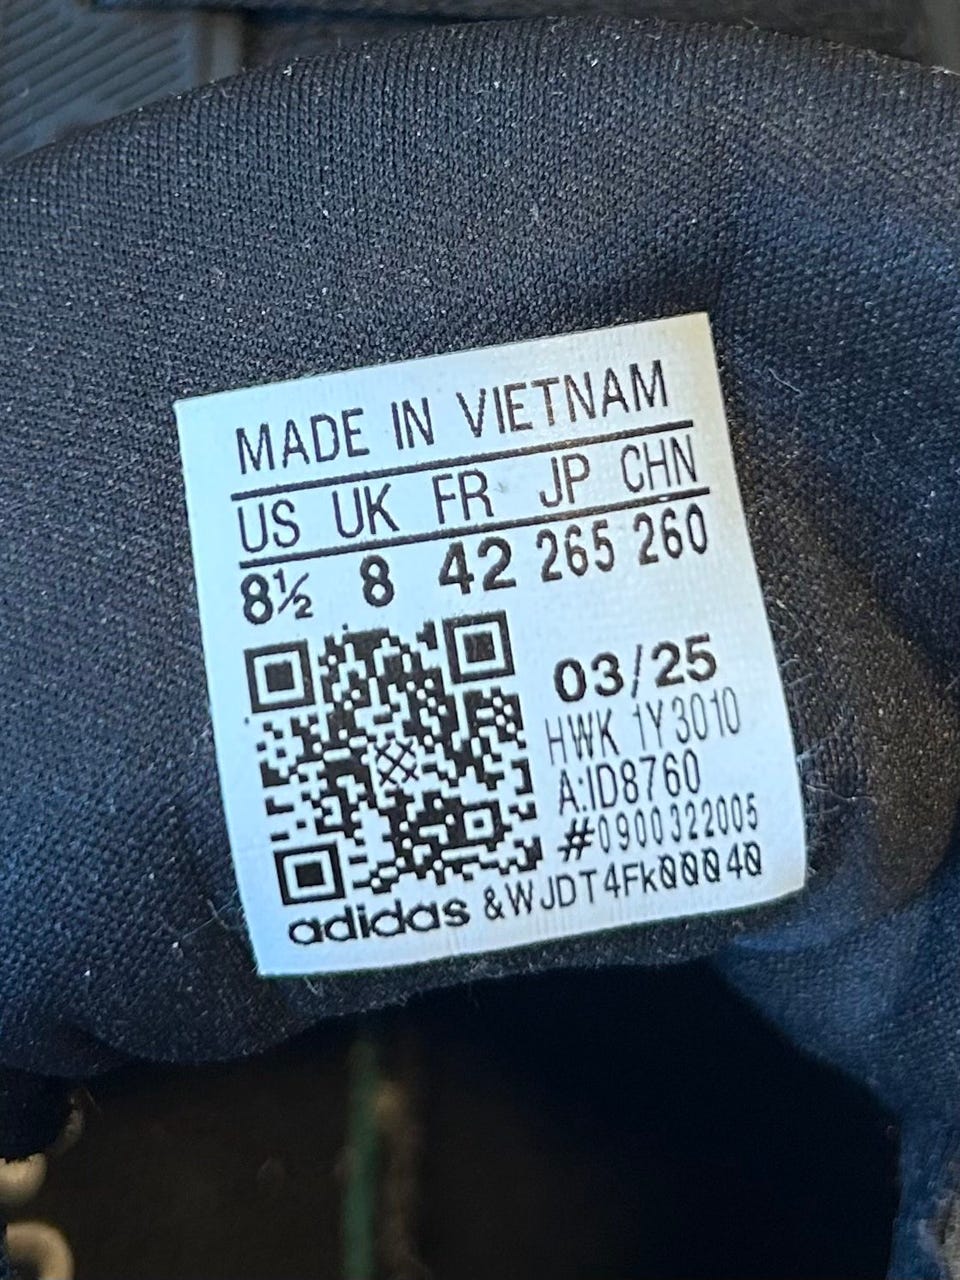 MADE IN VIETNAM
US UK FR JP CHN
8½ 8 42 265 260
03/25
HWK 1Y3010
A:ID8760
#0900322005
adidas &WJDT4Fk00040